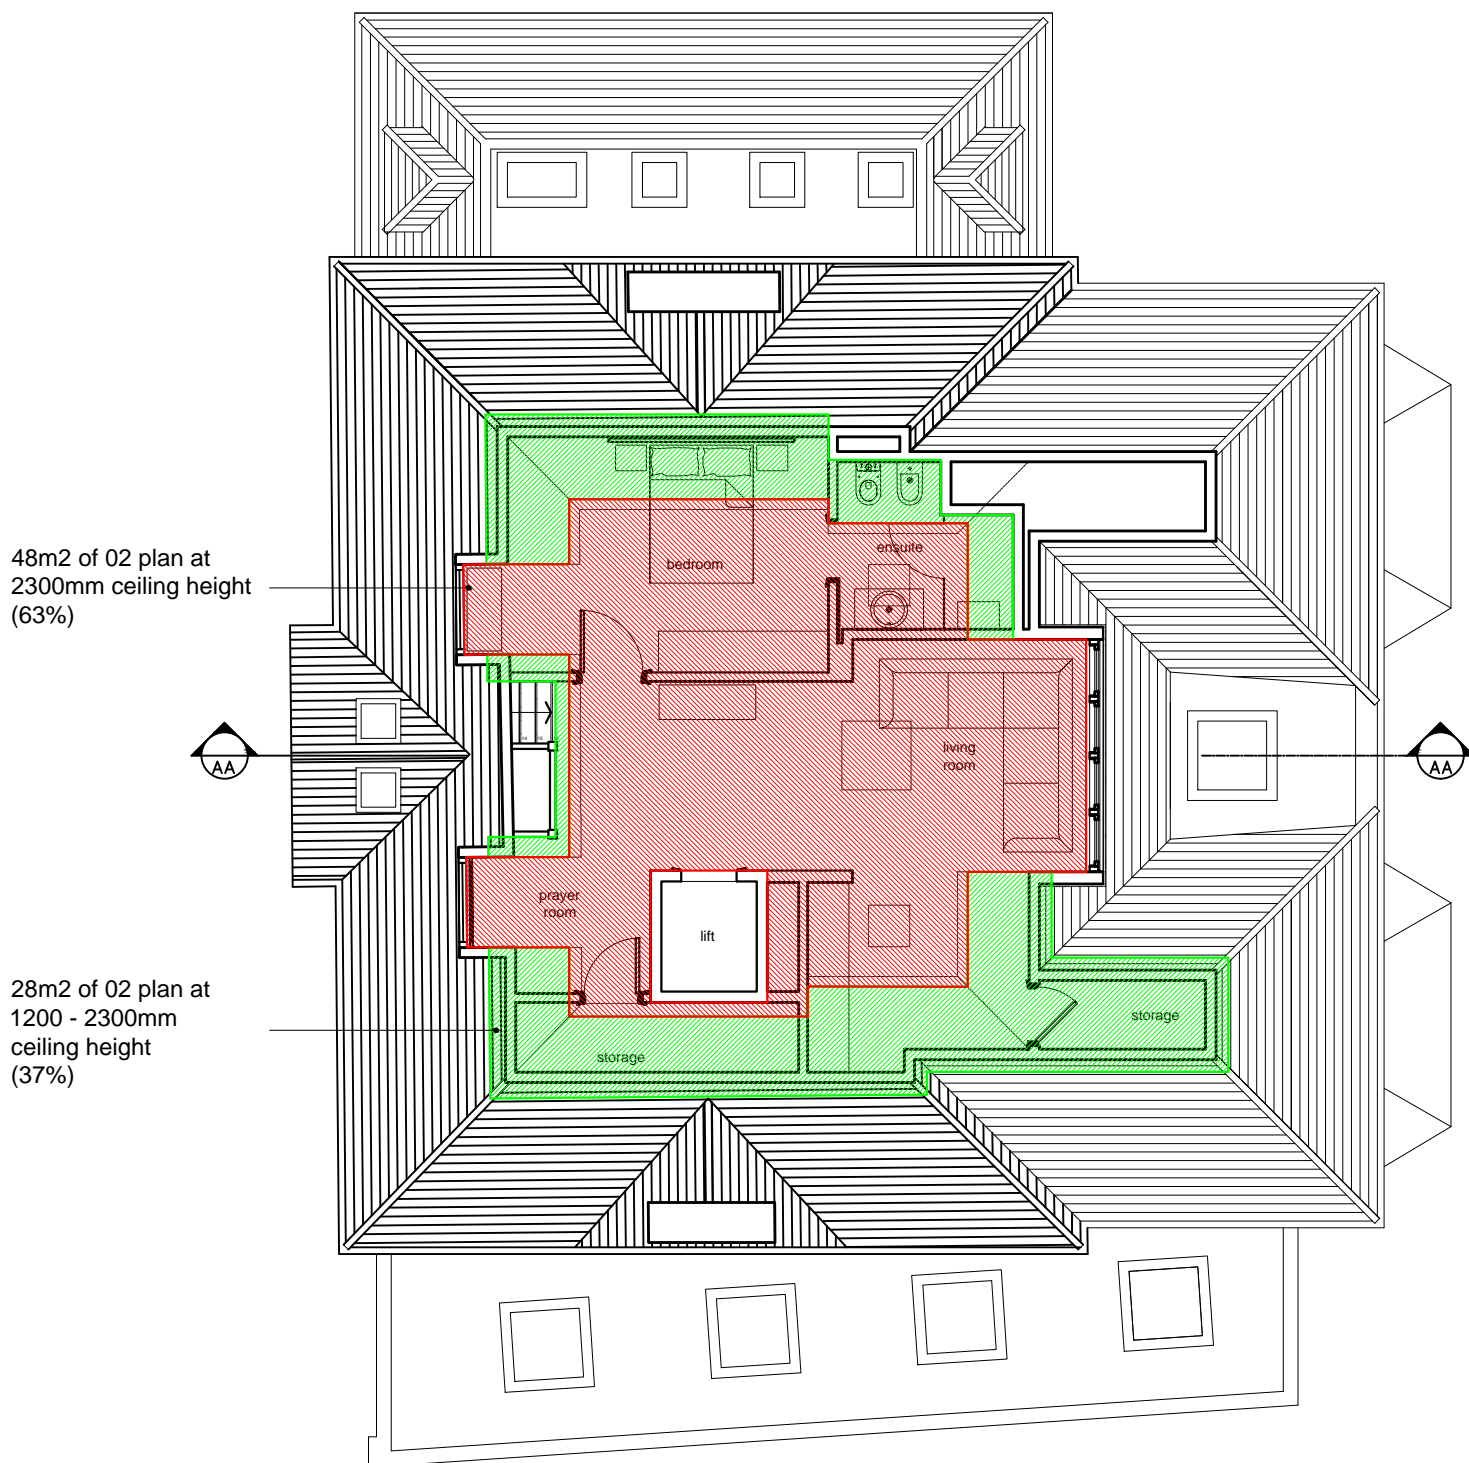 bedroom
ensuite
48m2 of 02 plan at
2300mm ceiling height
(63%)
living
room
AA
AA
prayer
room
lift
28m2 of 02 plan at
1200 - 2300mm
ceiling height
(37%)
storage
storage